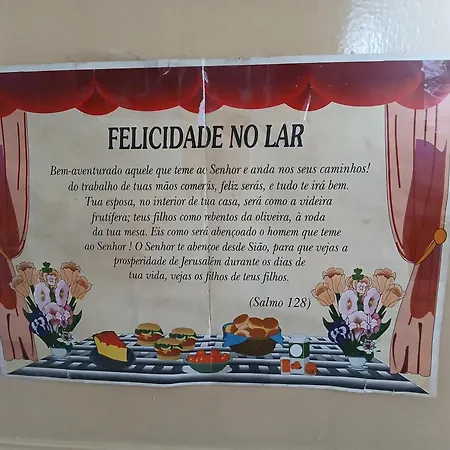 FELICIDADE NO LAR
Bem-aventurado aquele que teme ao Senhor e anda nos seus caminhos!
do trabalho de tuas mãos comerás, feliz serás, e tudo te irá bem.
Tua esposa, no interior de tua casa, será como a videira
frutífera; teus filhos como rebentos da oliveira, à roda
da tua mesa. Eis como será abençoado o homem que teme
ao Senhor ! O Senhor te abençoe desde Sião, para que vejas a
prosperidade de Jerusalém durante os dias de
tua vida, vejas os filhos de teus filhos.
(Salmo 128)